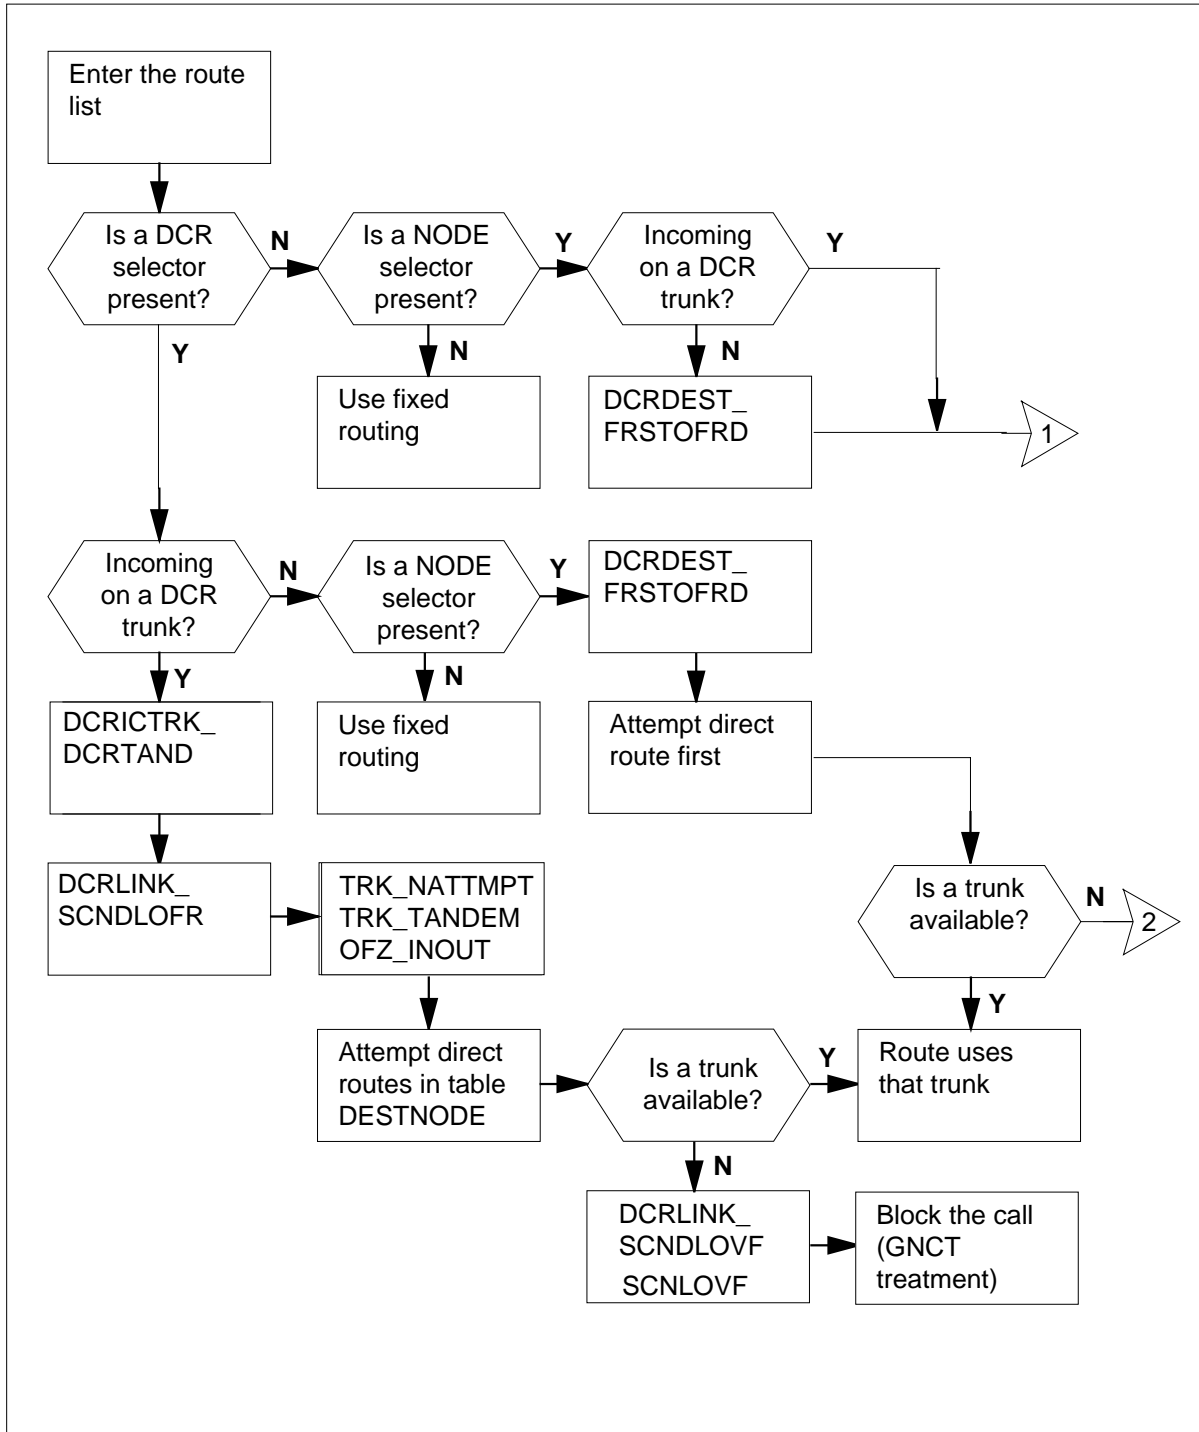 Enter the route
list
Is a DCR
selector
present?
N
Is a NODE
selector
present?
Y
Incoming
on a DCR
trunk?
Y
Y
N
N
Use fixed
routing
DCRDEST_
FRSTOFRD
1
Incoming
on a DCR
trunk?
N
Is a NODE
selector
present?
Y
DCRDEST_
FRSTOFRD
Y
N
DCRICTRK_
DCRTAND
Use fixed
routing
Attempt direct
route first
DCRLINK_
SCNDLOFR
TRK_NATTMPT
TRK_TANDEM
OFZ_INOUT
Is a trunk
available?
N
2
Y
Attempt direct
routes in table
DESTNODE
Is a trunk
available?
Y
Route uses
that trunk
N
DCRLINK_
SCNDLOVF
SCNLOVF
Block the call
(GNCT
treatment)